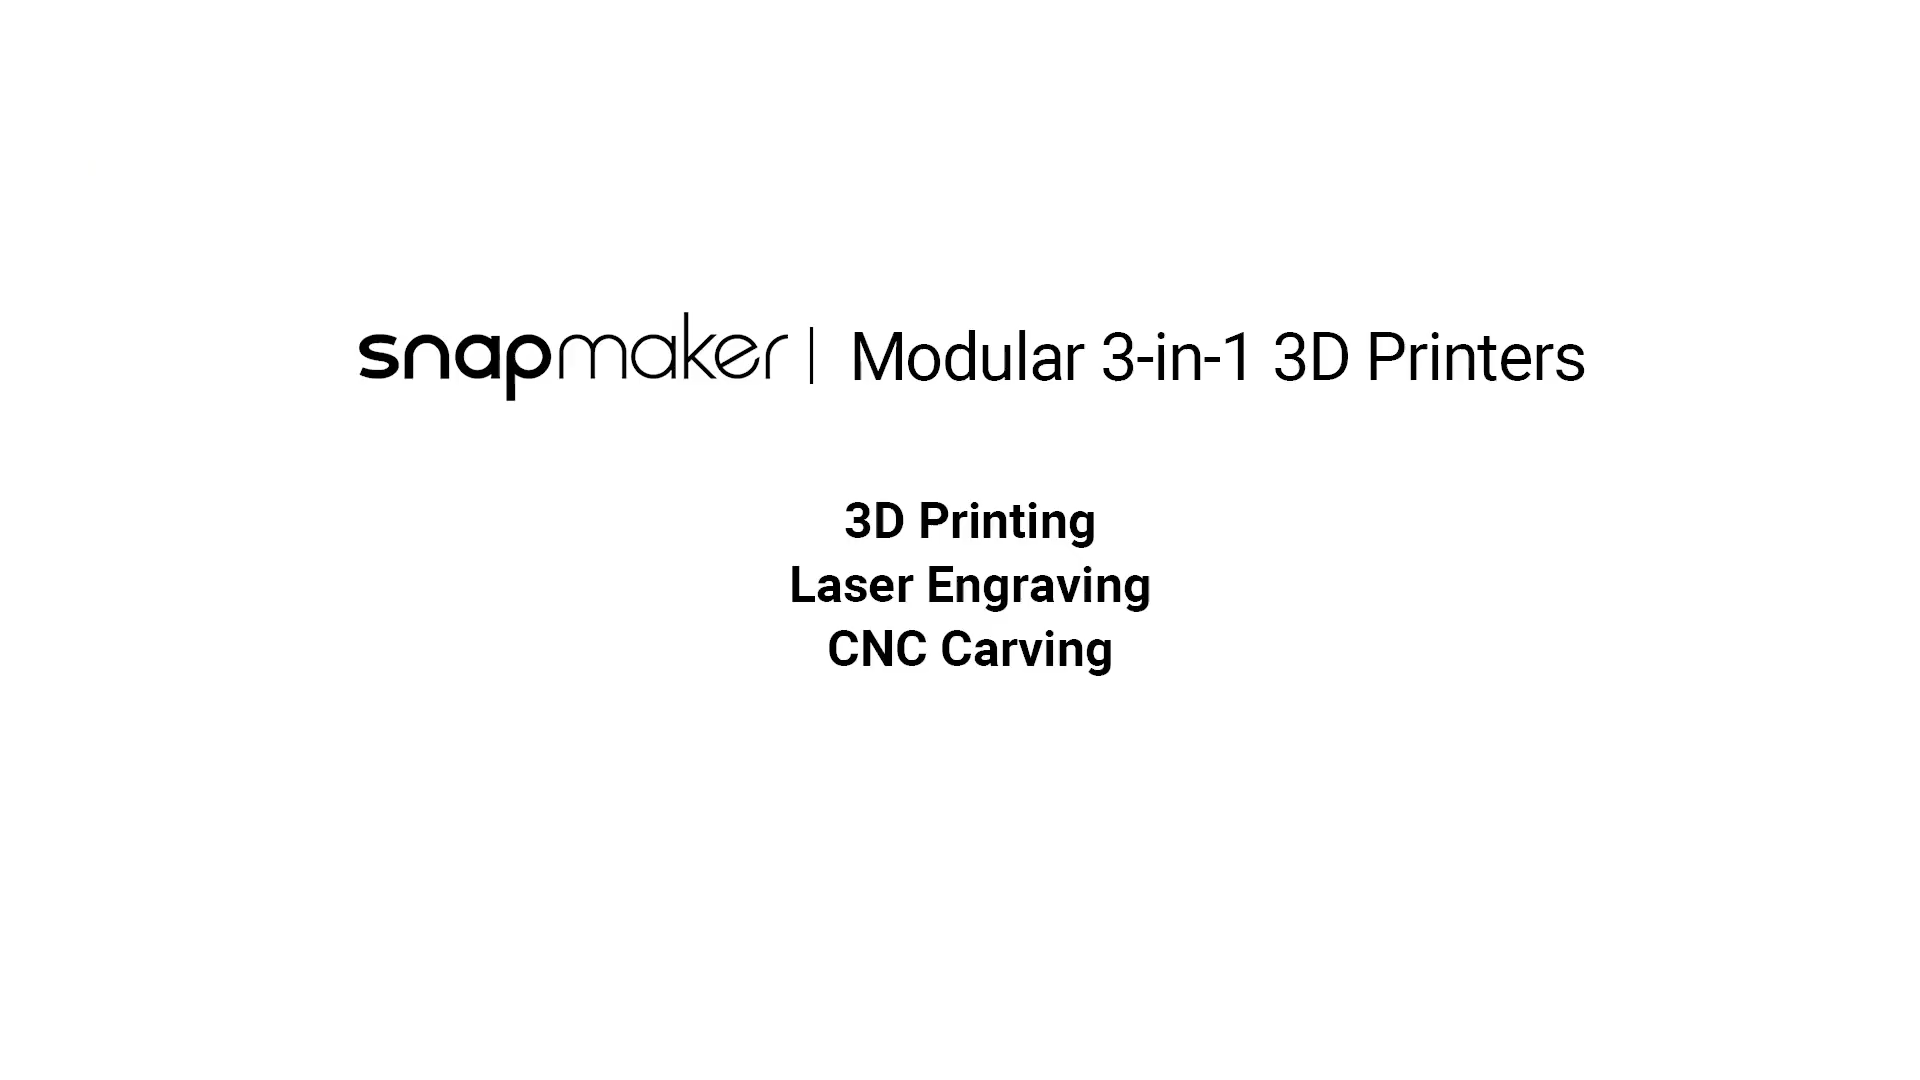 snapmaker | Modular 3-in-1 3D Printers
3D Printing
Laser Engraving
CNC Carving